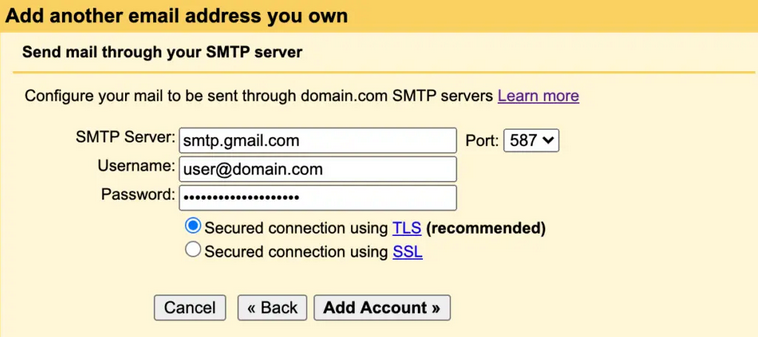 Add another email address you own
Send mail through your SMTP server
Configure your mail to be sent through domain.com SMTP servers Learn more
SMTP Server: smtp.gmail.com Port: 587
Username: user@domain.com
Password: ••••••••••••••••••••
Secured connection using TLS (recommended)
Secured connection using SSL
Cancel « Back Add Account »